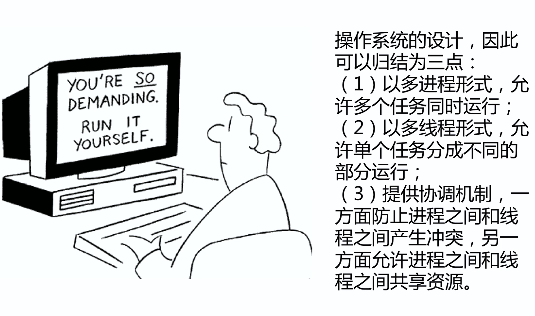 YOU'RE SO
DEMANDING.
RUN IT
YOURSELF.
操作系统的设计，因此
可以归结为三点：
（1）以多进程形式，允
许多个任务同时运行；
（2）以多线程形式，允
许单个任务分成不同的
部分运行；
（3）提供协调机制，一
方面防止进程之间和线
程之间产生冲突，另一
方面允许进程之间和线
程之间共享资源。